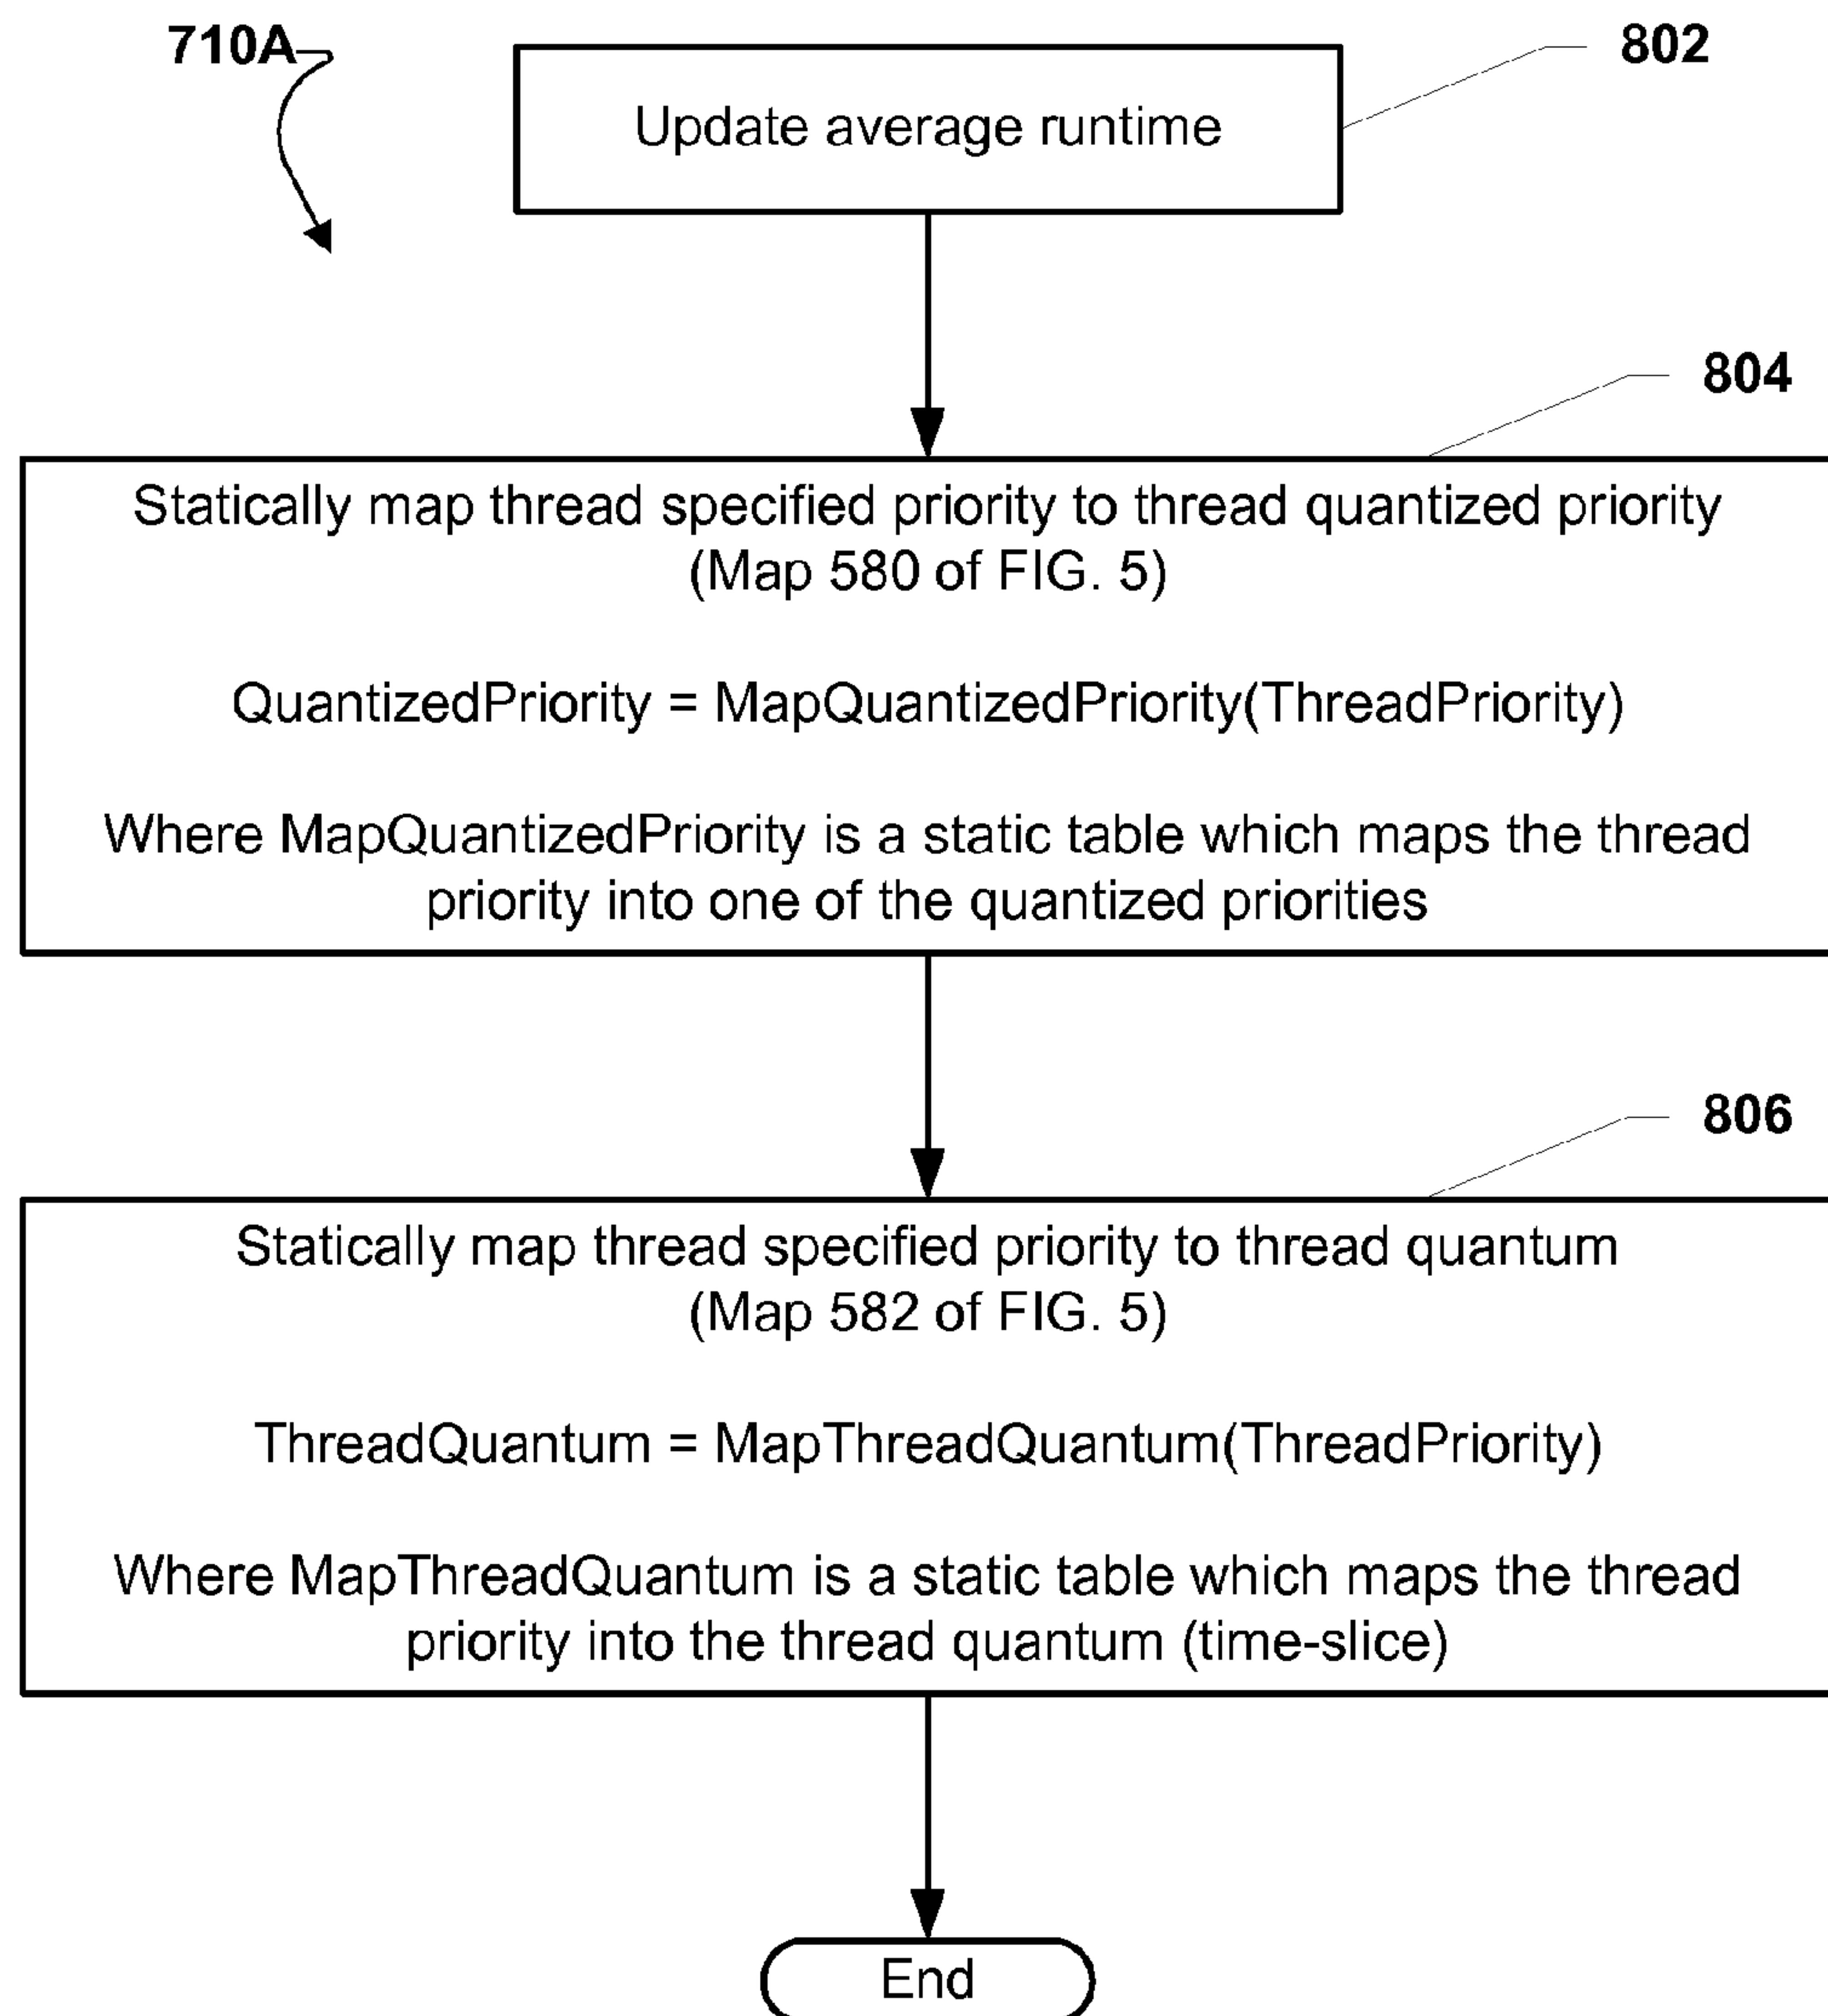 710A
802
Update average runtime
804
Statically map thread specified priority to thread quantized priority
(Map 580 of FIG. 5)
QuantizedPriority = MapQuantizedPriority(ThreadPriority)
Where MapQuantizedPriority is a static table which maps the thread
priority into one of the quantized priorities
806
Statically map thread specified priority to thread quantum
(Map 582 of FIG. 5)
ThreadQuantum = MapThreadQuantum(ThreadPriority)
Where MapThreadQuantum is a static table which maps the thread
priority into the thread quantum (time-slice)
End